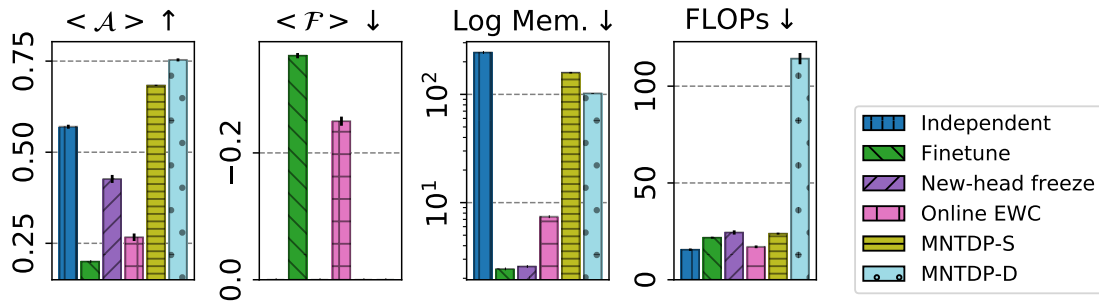 < 𝒜 > ↑
0.75
0.50
0.25
< ℱ > ↓
−0.2
0.0
Log Mem. ↓
10²
10¹
FLOPs ↓
100
50
0
Independent
Finetune
New-head freeze
Online EWC
MNTDP-S
MNTDP-D